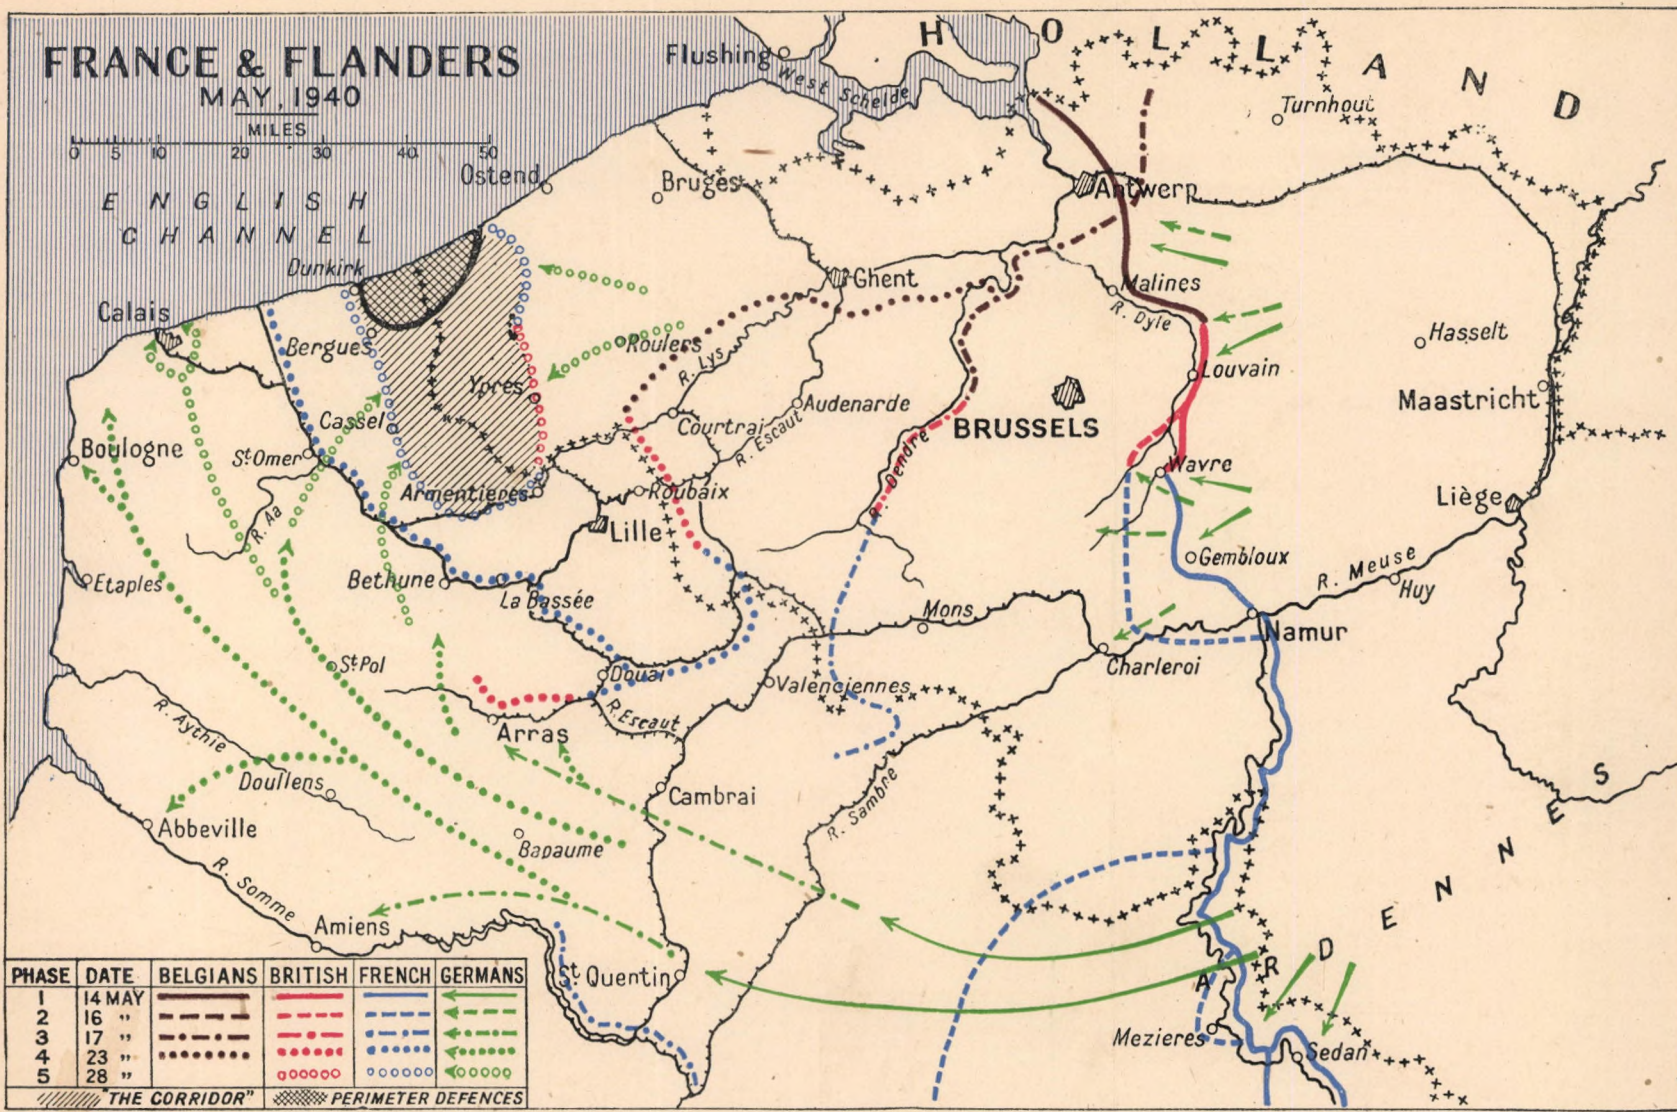 FRANCE & FLANDERS
MAY, 1940
MILES
0 5 10 20 30 40 50
ENGLISH
CHANNEL
HOLLAND
Flushing
West Schelde
Turnhout
Ostend
Bruges
Antwerp
Dunkirk
Ghent
Malines
R. Dyle
Calais
Bergues
Roulers
R. Lys
Hasselt
Ypres
Louvain
Maastricht
Audenarde
Cassel
Courtrai
R. Escaut
BRUSSELS
Boulogne
St. Omer
R. Dendre
Wavre
Armentieres
Roubaix
Liège
R. Aa
Lille
Gembloux
R. Meuse
Huy
Etaples
Bethune
La Bassée
Mons
Namur
St. Pol
Douai
Valenciennes
Charleroi
R. Aythie
R. Escaut
Arras
Doullens
Cambrai
R. Sambre
ARDENNES
Abbeville
Bapaume
R. Somme
Amiens
St. Quentin
Mezieres
Sedan
PHASE DATE BELGIANS BRITISH FRENCH GERMANS
1 14 MAY
2 16 "
3 17 "
4 23 "
5 28 "
"THE CORRIDOR" PERIMETER DEFENCES